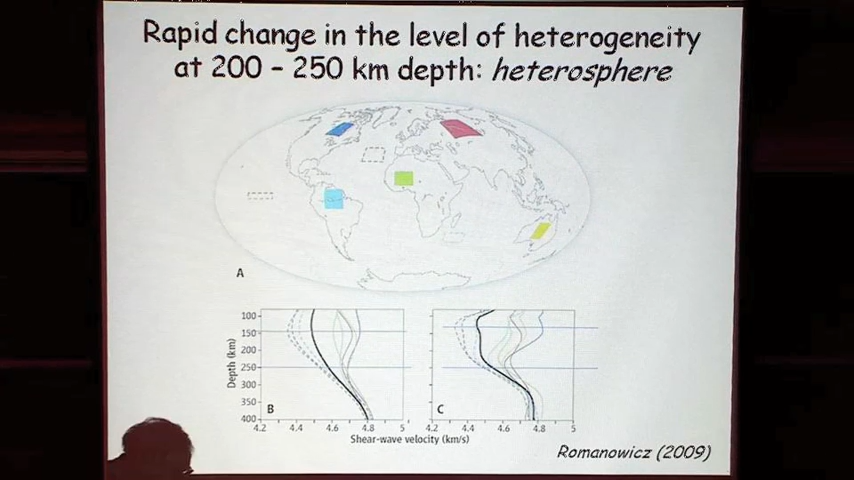 Rapid change in the level of heterogeneity
at 200 - 250 km depth: heterosphere
A
100
150
200
250
300
350
400
Depth (km)
B
C
4.2 4.4 4.6 4.8 5
4.2 4.4 4.6 4.8 5
Shear-wave velocity (km/s)
Romanowicz (2009)